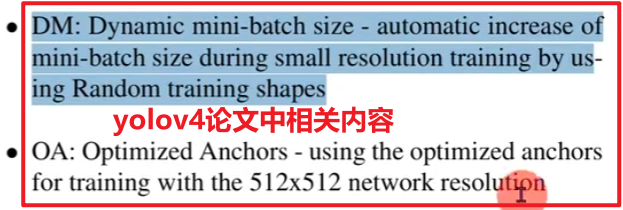 • DM: Dynamic mini-batch size - automatic increase of
mini-batch size during small resolution training by us-
ing Random training shapes
yolov4论文中相关内容
• OA: Optimized Anchors - using the optimized anchors
for training with the 512x512 network resolution